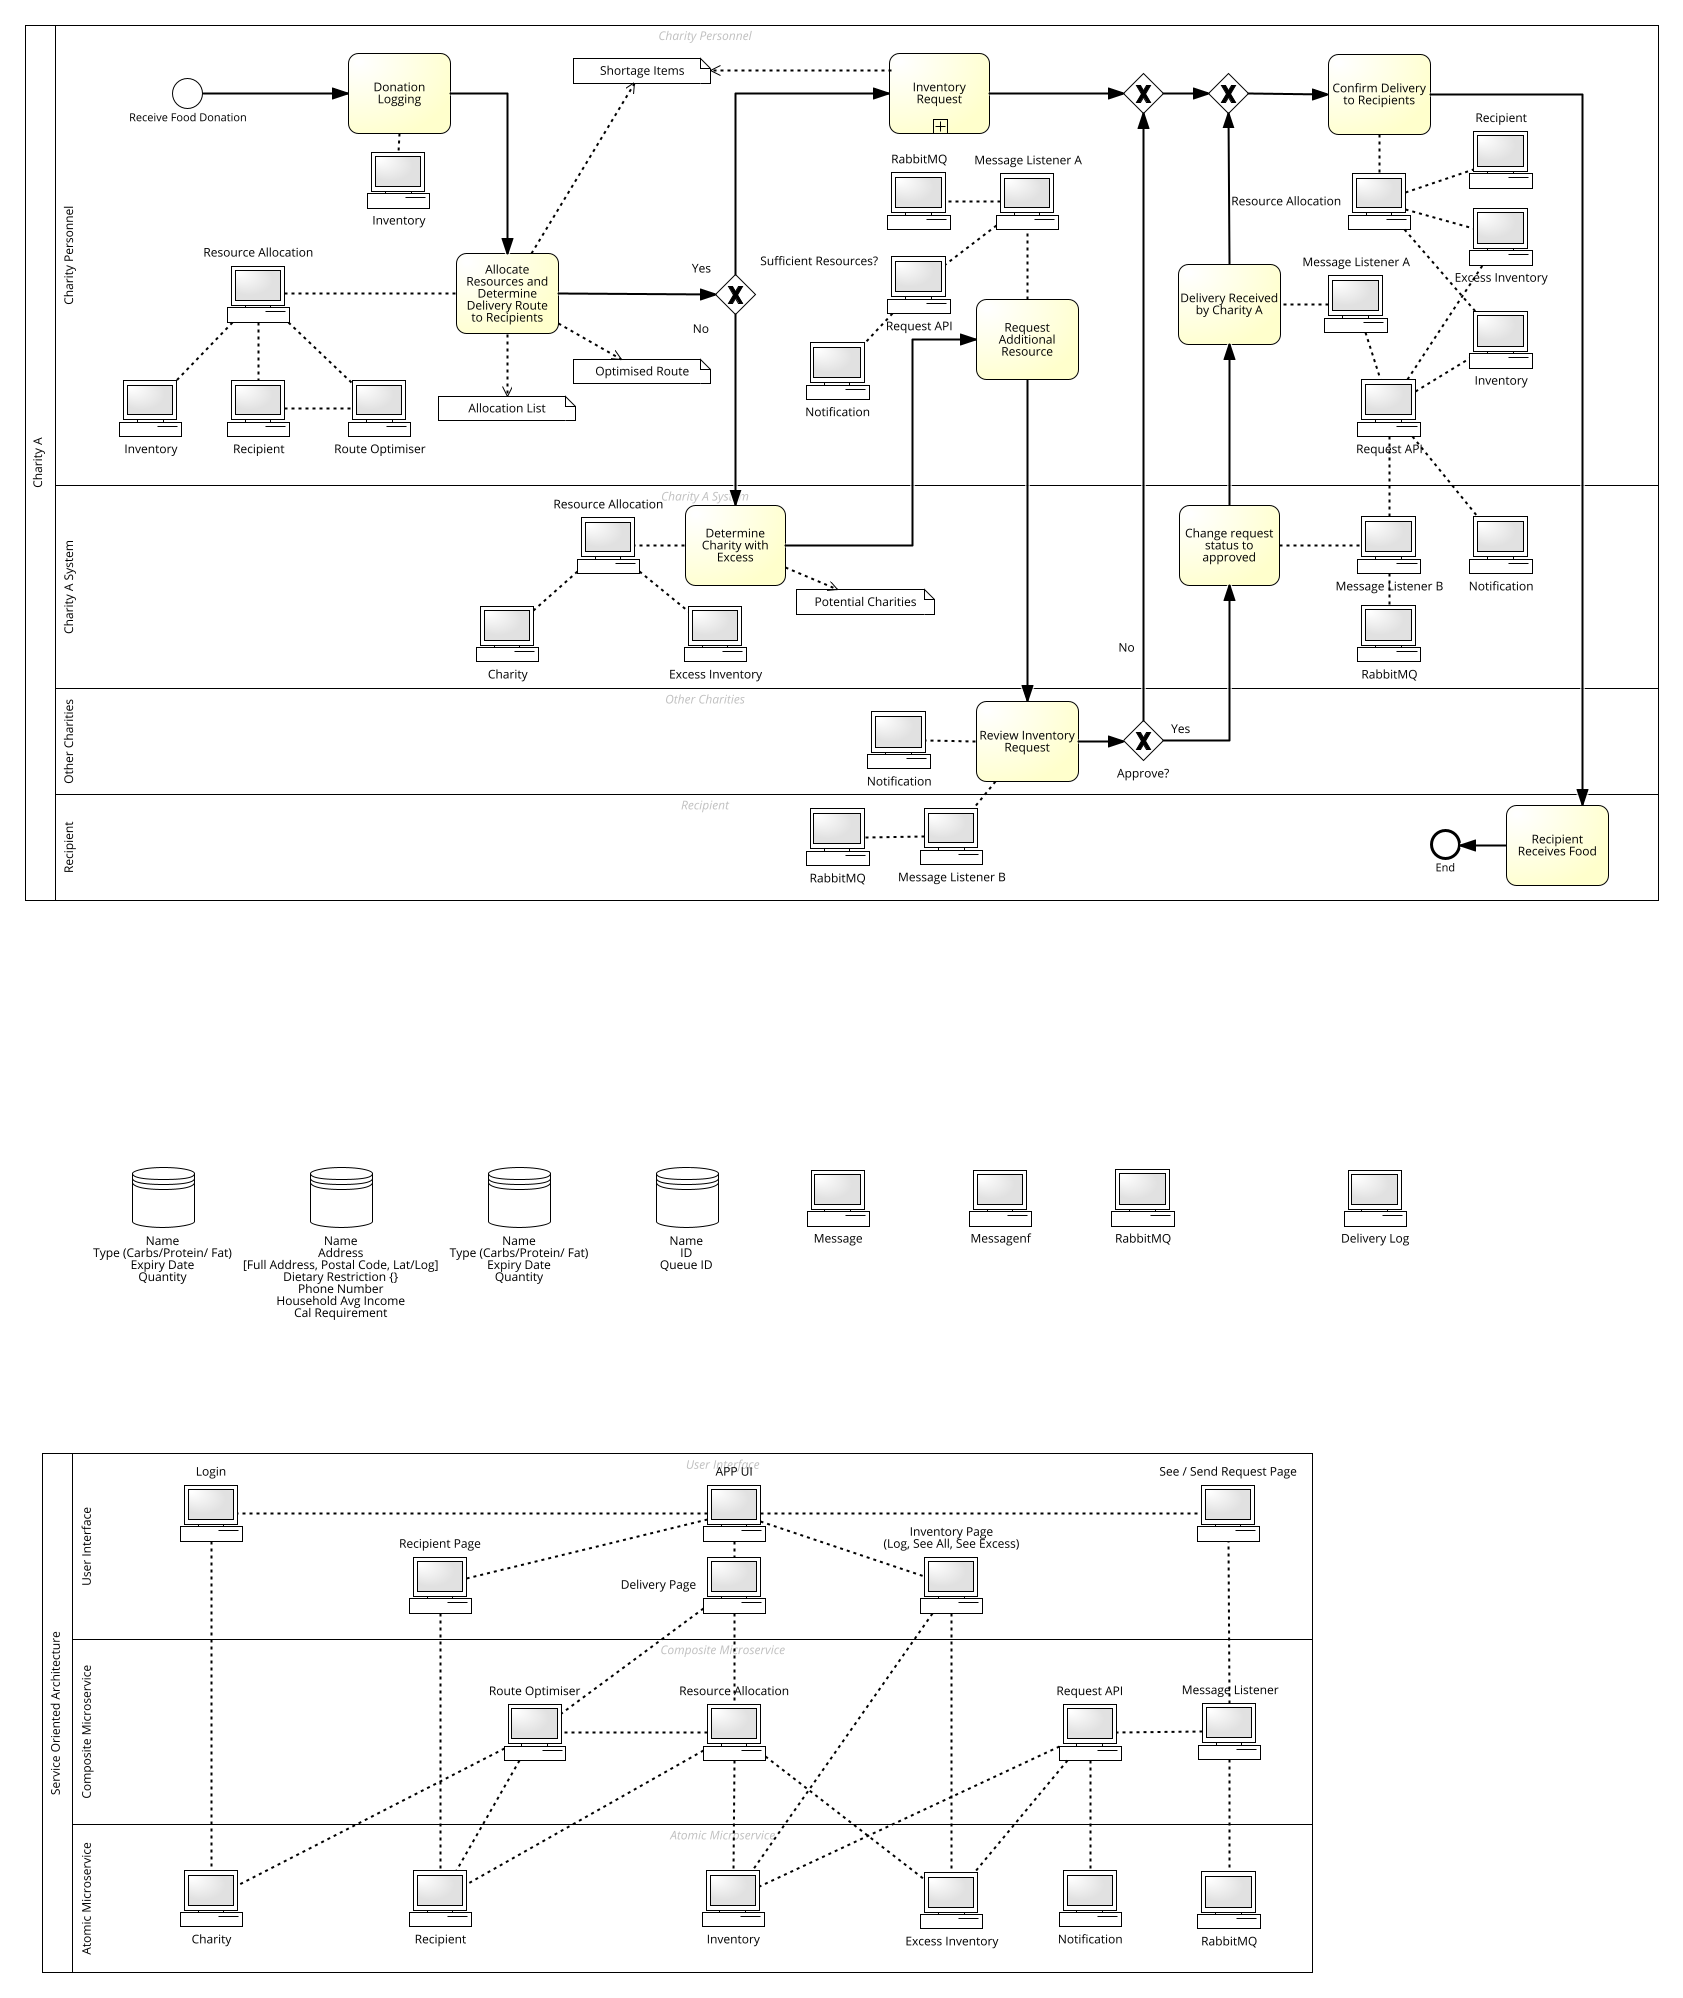 Charity A
Charity Personnel
Charity Personnel
Receive Food Donation
Donation
Logging
Inventory
Shortage Items
Inventory
Request
Confirm Delivery
to Recipients
Recipient
RabbitMQ
Message Listener A
Resource Allocation
Resource Allocation
Allocate
Resources and
Determine
Delivery Route
to Recipients
Yes
No
Sufficient Resources?
Request API
Notification
Request
Additional
Resource
Delivery Received
by Charity A
Message Listener A
Excess Inventory
Inventory
Request API
Optimised Route
Allocation List
Inventory
Recipient
Route Optimiser
Charity A System
Charity A System
Resource Allocation
Determine
Charity with
Excess
Potential Charities
Charity
Excess Inventory
Change request
status to
approved
Message Listener B
Notification
RabbitMQ
No
Other Charities
Other Charities
Notification
Review Inventory
Request
Yes
Approve?
Recipient
Recipient
RabbitMQ
Message Listener B
End
Recipient
Receives Food
Name
Type (Carbs/Protein/ Fat)
Expiry Date
Quantity
Name
Address
[Full Address, Postal Code, Lat/Log]
Dietary Restriction {}
Phone Number
Household Avg Income
Cal Requirement
Name
Type (Carbs/Protein/ Fat)
Expiry Date
Quantity
Name
ID
Queue ID
Message
Messagenf
RabbitMQ
Delivery Log
Service Oriented Architecture
User Interface
User Interface
Login
APP UI
See / Send Request Page
Recipient Page
Delivery Page
Inventory Page
(Log, See All, See Excess)
Composite Microservice
Composite Microservice
Route Optimiser
Resource Allocation
Request API
Message Listener
Atomic Microservice
Atomic Microservice
Charity
Recipient
Inventory
Excess Inventory
Notification
RabbitMQ